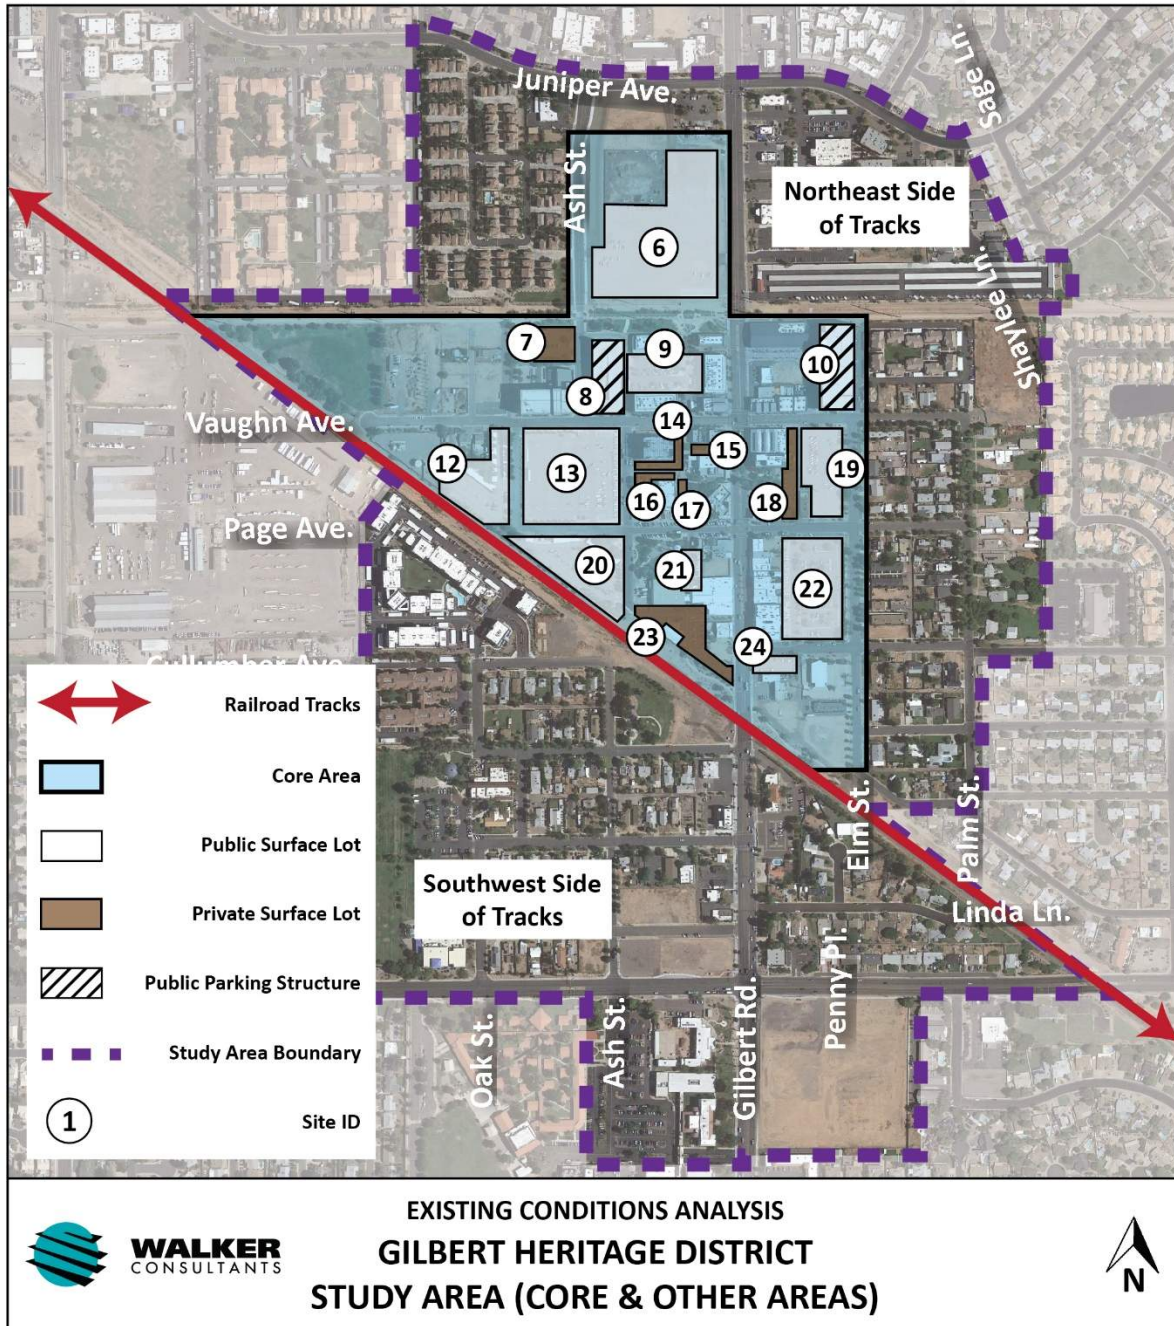 Juniper Ave.
Sage Ln.
Ash St.
Northeast Side
of Tracks
6
Shaylee Ln.
7
9
10
8
Vaughn Ave.
14
15
12
13
19
16
17
18
Page Ave.
20
21
22
23
24
Cullumber Ave.
Railroad Tracks
Core Area
Public Surface Lot
Private Surface Lot
Public Parking Structure
Study Area Boundary
1
Site ID
Southwest Side
of Tracks
Elm St.
Palm St.
Linda Ln.
Oak St.
Ash St.
Gilbert Rd.
Penny Pl.
WALKER
CONSULTANTS
EXISTING CONDITIONS ANALYSIS
GILBERT HERITAGE DISTRICT
STUDY AREA (CORE & OTHER AREAS)
N